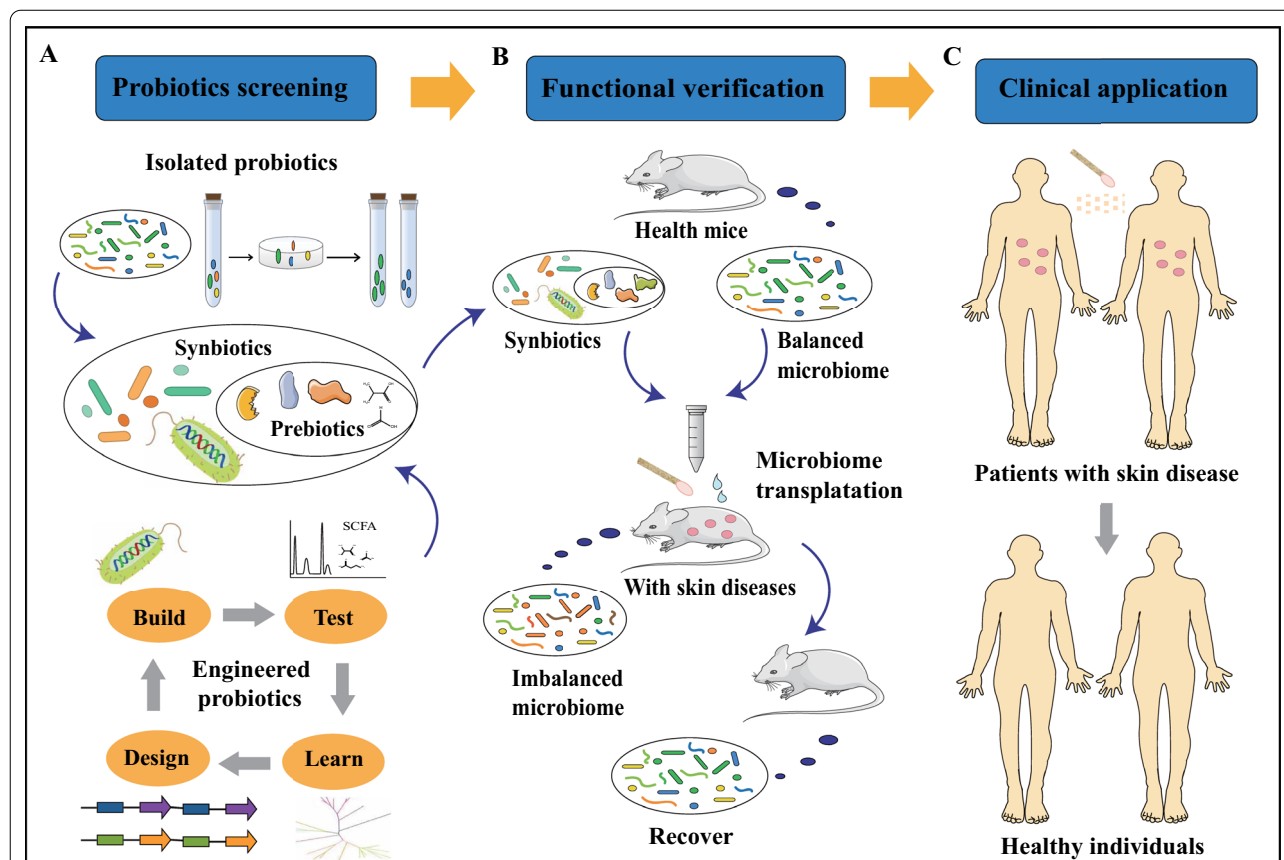 A
Probiotics screening
Isolated probiotics
Synbiotics
Prebiotics
SCFA
Build
Test
Engineered
probiotics
Design
Learn
B
Functional verification
Health mice
Synbiotics
Balanced
microbiome
Microbiome
transplatation
With skin diseases
Imbalanced
microbiome
Recover
C
Clinical application
Patients with skin disease
Healthy individuals